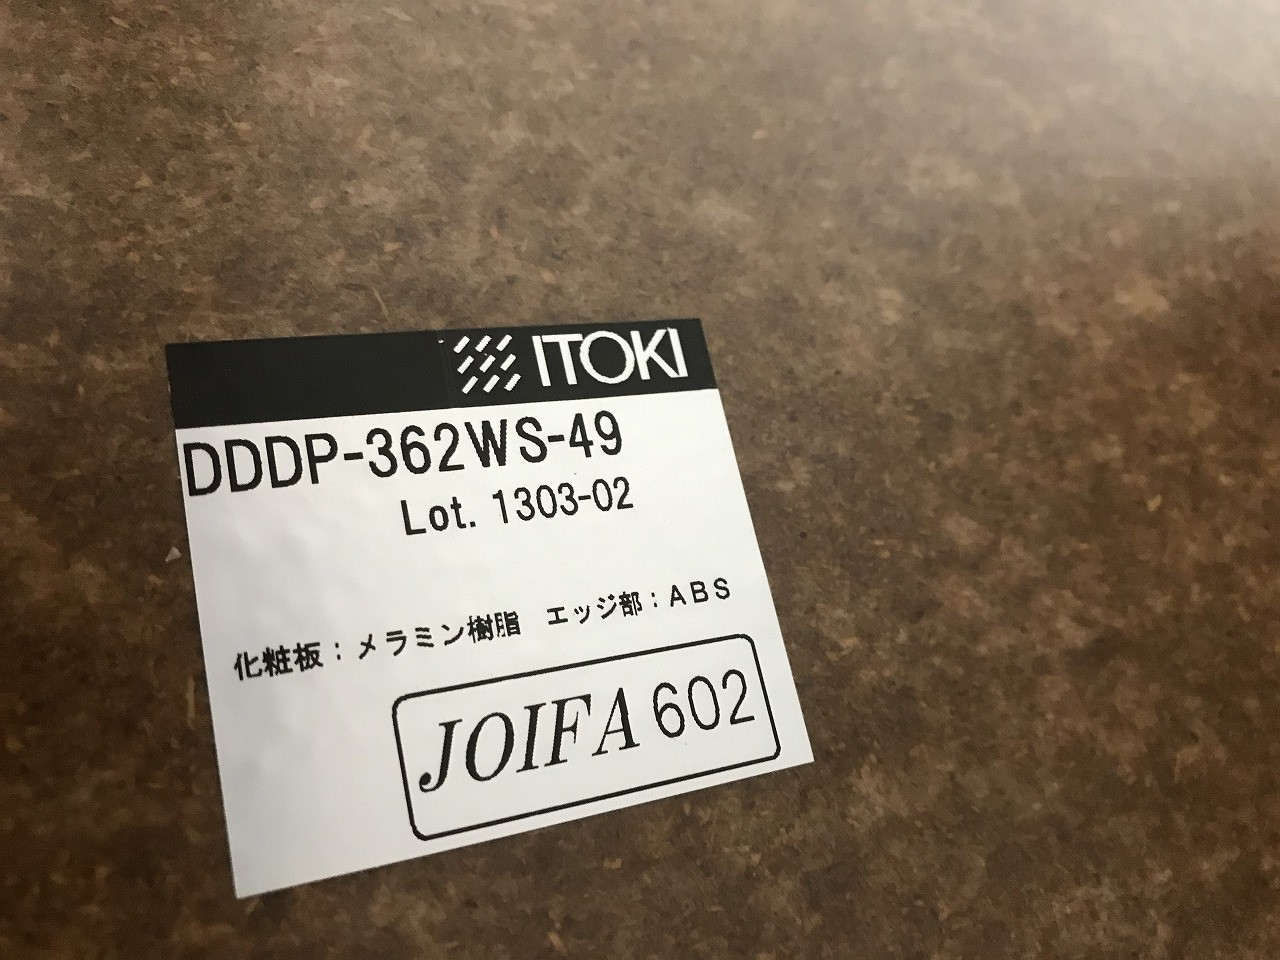 ITOKI
DDDP-362WS-49
Lot. 1303-02
化粧板：メラミン樹脂　エッジ部：ＡＢＳ
JOIFA 602